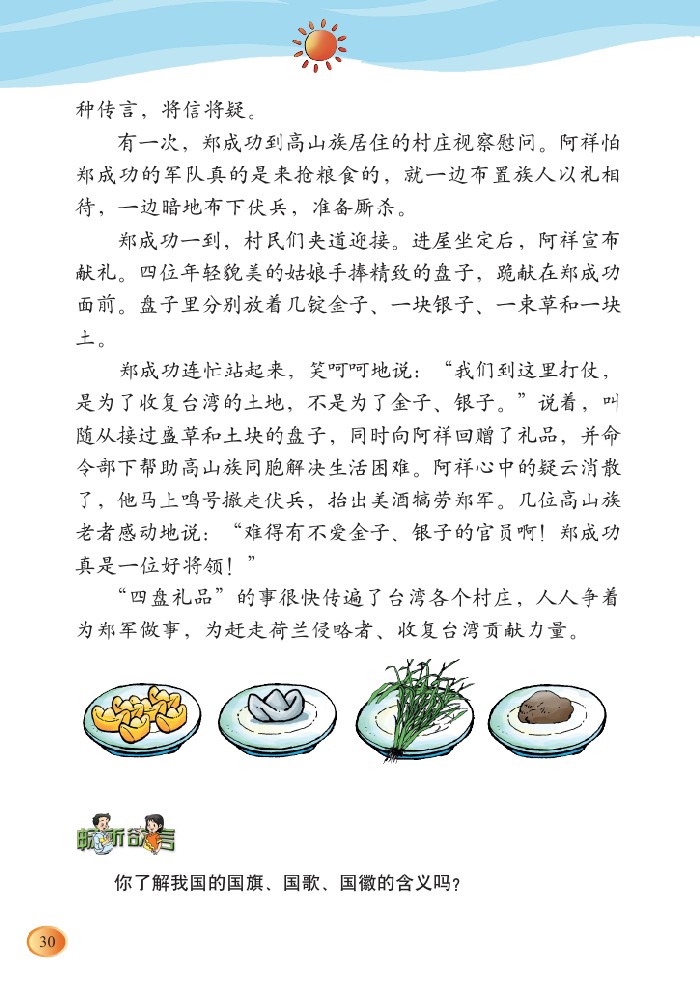 种传言，将信将疑。
有一次，郑成功到高山族居住的村庄视察慰问。阿祥怕
郑成功的军队真的是来抢粮食的，就一边布置族人以礼相
待，一边暗地布下伏兵，准备厮杀。
郑成功一到，村民们夹道迎接。进屋坐定后，阿祥宣布
献礼。四位年轻貌美的姑娘手捧精致的盘子，跪献在郑成功
面前。盘子里分别放着几锭金子、一块银子、一束草和一块
土。
郑成功连忙站起来，笑呵呵地说：“我们到这里打仗，
是为了收复台湾的土地，不是为了金子、银子。”说着，叫
随从接过盛草和土块的盘子，同时向阿祥回赠了礼品，并命
令部下帮助高山族同胞解决生活困难。阿祥心中的疑云消散
了，他马上鸣号撤走伏兵，抬出美酒犒劳郑军。几位高山族
老者感动地说：“难得有不爱金子、银子的官员啊！郑成功
真是一位好将领！”
“四盘礼品”的事很快传遍了台湾各个村庄，人人争着
为郑军做事，为赶走荷兰侵略者、收复台湾贡献力量。
畅所欲言
你了解我国的国旗、国歌、国徽的含义吗？
30